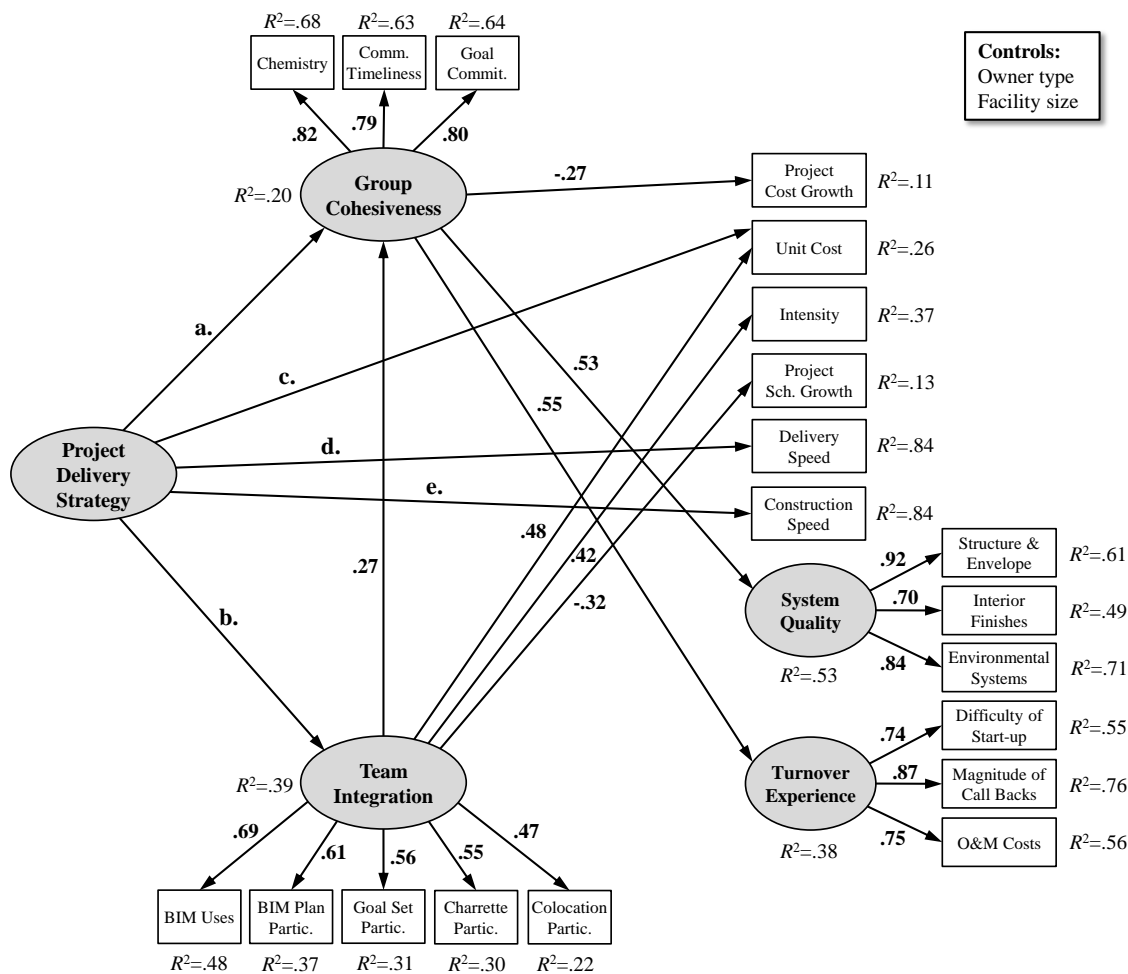 R²=.68
R²=.63
R²=.64
Chemistry
Comm.
Timeliness
Goal
Commit.
Controls:
Owner type
Facility size
.82
.79
.80
Group
Cohesiveness
R²=.20
-.27
Project
Cost Growth
R²=.11
Unit Cost
R²=.26
Intensity
R²=.37
Project
Sch. Growth
R²=.13
Delivery
Speed
R²=.84
Construction
Speed
R²=.84
a.
c.
d.
e.
b.
.53
.55
Project
Delivery
Strategy
.27
.48
.42
-.32
System
Quality
R²=.53
.92
.70
.84
Structure &
Envelope
R²=.61
Interior
Finishes
R²=.49
Environmental
Systems
R²=.71
Turnover
Experience
R²=.38
.74
.87
.75
Difficulty of
Start-up
R²=.55
Magnitude of
Call Backs
R²=.76
O&M Costs
R²=.56
Team
Integration
R²=.39
.69
.61
.56
.55
.47
BIM Uses
BIM Plan
Partic.
Goal Set
Partic.
Charrette
Partic.
Colocation
Partic.
R²=.48
R²=.37
R²=.31
R²=.30
R²=.22